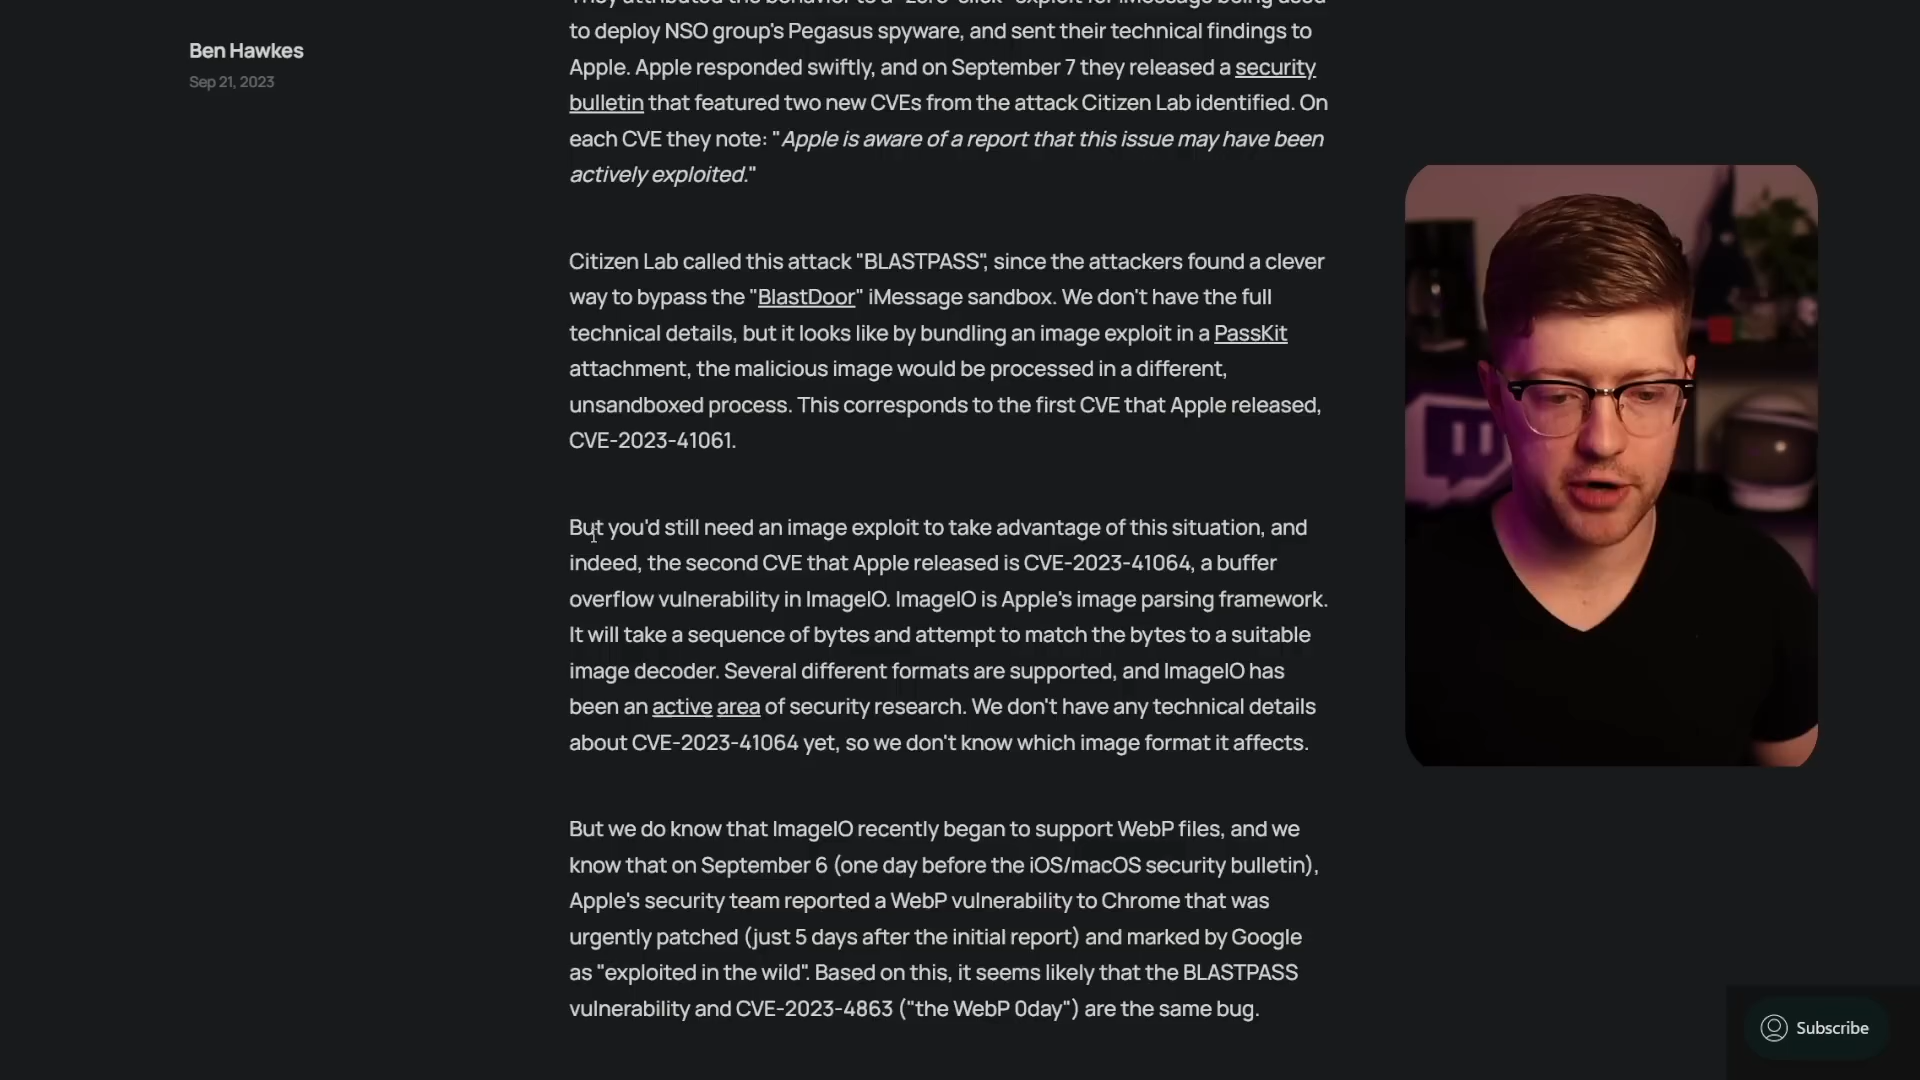 They attributed the behavior to a "zero-click" exploit for iMessage being used
Ben Hawkes
Sep 21, 2023
to deploy NSO group's Pegasus spyware, and sent their technical findings to
Apple. Apple responded swiftly, and on September 7 they released a security
bulletin that featured two new CVEs from the attack Citizen Lab identified. On
each CVE they note: "Apple is aware of a report that this issue may have been
actively exploited."
Citizen Lab called this attack "BLASTPASS", since the attackers found a clever
way to bypass the "BlastDoor" iMessage sandbox. We don't have the full
technical details, but it looks like by bundling an image exploit in a PassKit
attachment, the malicious image would be processed in a different,
unsandboxed process. This corresponds to the first CVE that Apple released,
CVE-2023-41061.
But you'd still need an image exploit to take advantage of this situation, and
indeed, the second CVE that Apple released is CVE-2023-41064, a buffer
overflow vulnerability in ImageIO. ImageIO is Apple's image parsing framework.
It will take a sequence of bytes and attempt to match the bytes to a suitable
image decoder. Several different formats are supported, and ImageIO has
been an active area of security research. We don't have any technical details
about CVE-2023-41064 yet, so we don't know which image format it affects.
But we do know that ImageIO recently began to support WebP files, and we
know that on September 6 (one day before the iOS/macOS security bulletin),
Apple's security team reported a WebP vulnerability to Chrome that was
urgently patched (just 5 days after the initial report) and marked by Google
as "exploited in the wild". Based on this, it seems likely that the BLASTPASS
vulnerability and CVE-2023-4863 ("the WebP 0day") are the same bug.
Subscribe